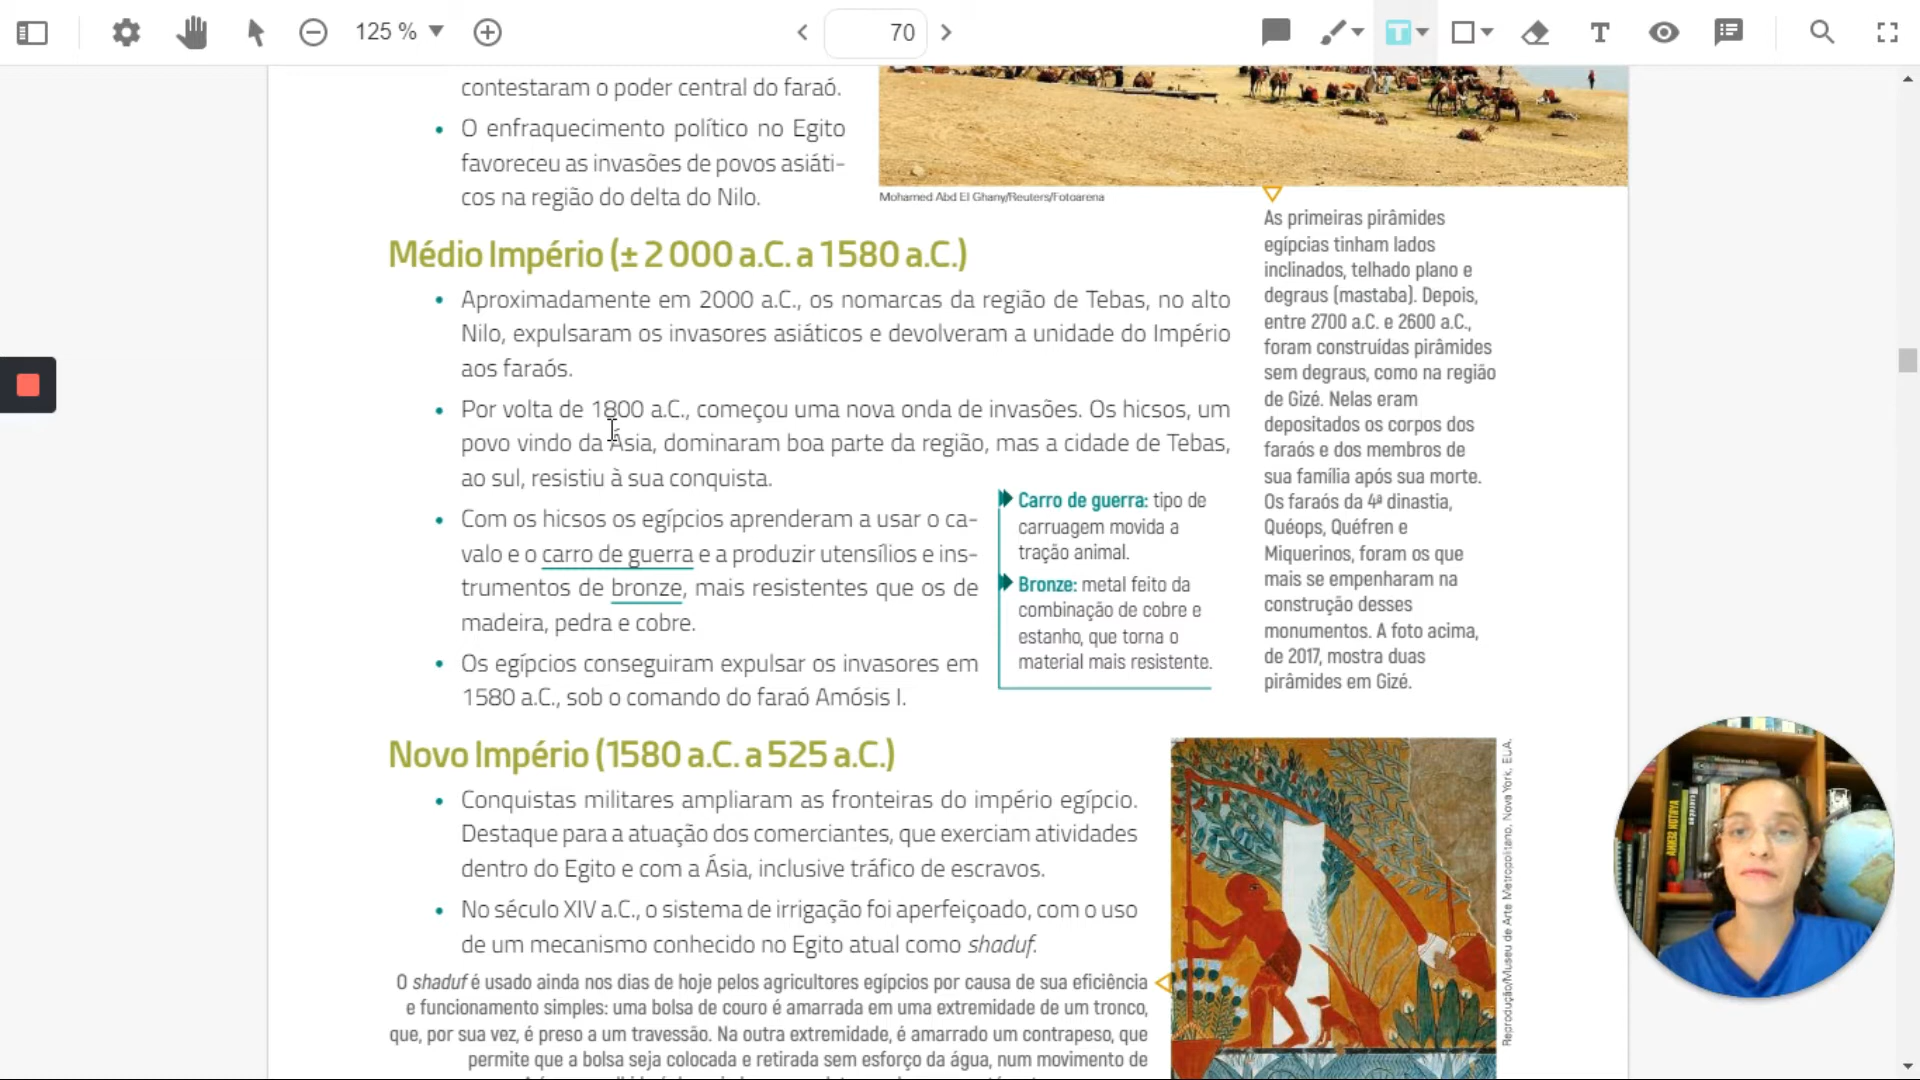 125 %
70
contestaram o poder central do faraó.
• O enfraquecimento político no Egito
favoreceu as invasões de povos asiáti-
cos na região do delta do Nilo.
Mohamed Abd El Ghany/Reuters/Fotoarena
Médio Império (± 2 000 a.C. a 1580 a.C.)
• Aproximadamente em 2000 a.C., os nomarcas da região de Tebas, no alto
Nilo, expulsaram os invasores asiáticos e devolveram a unidade do Império
aos faraós.
• Por volta de 1800 a.C., começou uma nova onda de invasões. Os hicsos, um
povo vindo da Ásia, dominaram boa parte da região, mas a cidade de Tebas,
ao sul, resistiu à sua conquista.
• Com os hicsos os egípcios aprenderam a usar o ca-
valo e o carro de guerra e a produzir utensílios e ins-
trumentos de bronze, mais resistentes que os de
madeira, pedra e cobre.
• Os egípcios conseguiram expulsar os invasores em
1580 a.C., sob o comando do faraó Amósis I.
Carro de guerra: tipo de
carruagem movida a
tração animal.
Bronze: metal feito da
combinação de cobre e
estanho, que torna o
material mais resistente.
As primeiras pirâmides
egípcias tinham lados
inclinados, telhado plano e
degraus (mastaba). Depois,
entre 2700 a.C. e 2600 a.C.,
foram construídas pirâmides
sem degraus, como na região
de Gizé. Nelas eram
depositados os corpos dos
faraós e dos membros de
sua família após sua morte.
Os faraós da 4ª dinastia,
Quéops, Quéfren e
Miquerinos, foram os que
mais se empenharam na
construção desses
monumentos. A foto acima,
de 2017, mostra duas
pirâmides em Gizé.
Novo Império (1580 a.C. a 525 a.C.)
• Conquistas militares ampliaram as fronteiras do império egípcio.
Destaque para a atuação dos comerciantes, que exerciam atividades
dentro do Egito e com a Ásia, inclusive tráfico de escravos.
• No século XIV a.C., o sistema de irrigação foi aperfeiçoado, com o uso
de um mecanismo conhecido no Egito atual como shaduf.
O shaduf é usado ainda nos dias de hoje pelos agricultores egípcios por causa de sua eficiência
e funcionamento simples: uma bolsa de couro é amarrada em uma extremidade de um tronco,
que, por sua vez, é preso a um travessão. Na outra extremidade, é amarrado um contrapeso, que
permite que a bolsa seja colocada e retirada sem esforço da água, num movimento de
Reprodução/Museu de Arte Metropolitano, Nova York, EUA.